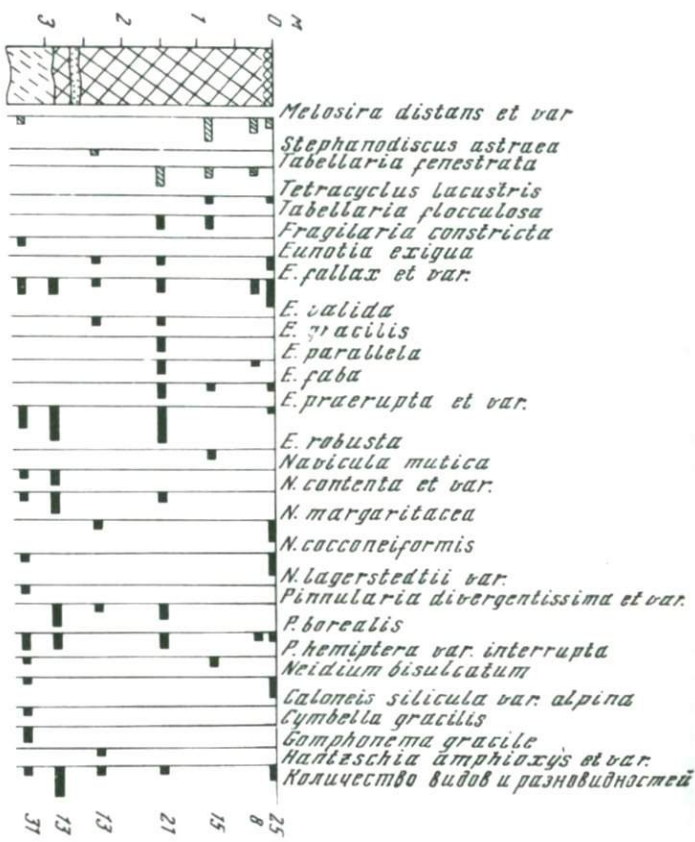 3 2 1 0 м
Melosira distans et var
Stephanodiscus astraea
Tabellaria fenestrata
Tetracyclus lacustris
Tabellaria flocculosa
Fragilaria constricta
Eunotia exigua
E. fallax et var.
E. valida
E. gracilis
E. parallela
E. faba
E. praerupta et var.
E. robusta
Navicula mutica
N. contenta et var.
N. margaritacea
N. cocconeiformis
N. lagerstedtii var.
Pinnularia divergentissima et var.
P. borealis
P. hemiptera var. interrupta
Neidium bisulcatum
Caloneis silicula var. alpina
Cymbella gracilis
Gomphonema gracile
Hantzschia amphioxys et var.
Количество видов и разновидностей
31 13 13 21 15 8 25